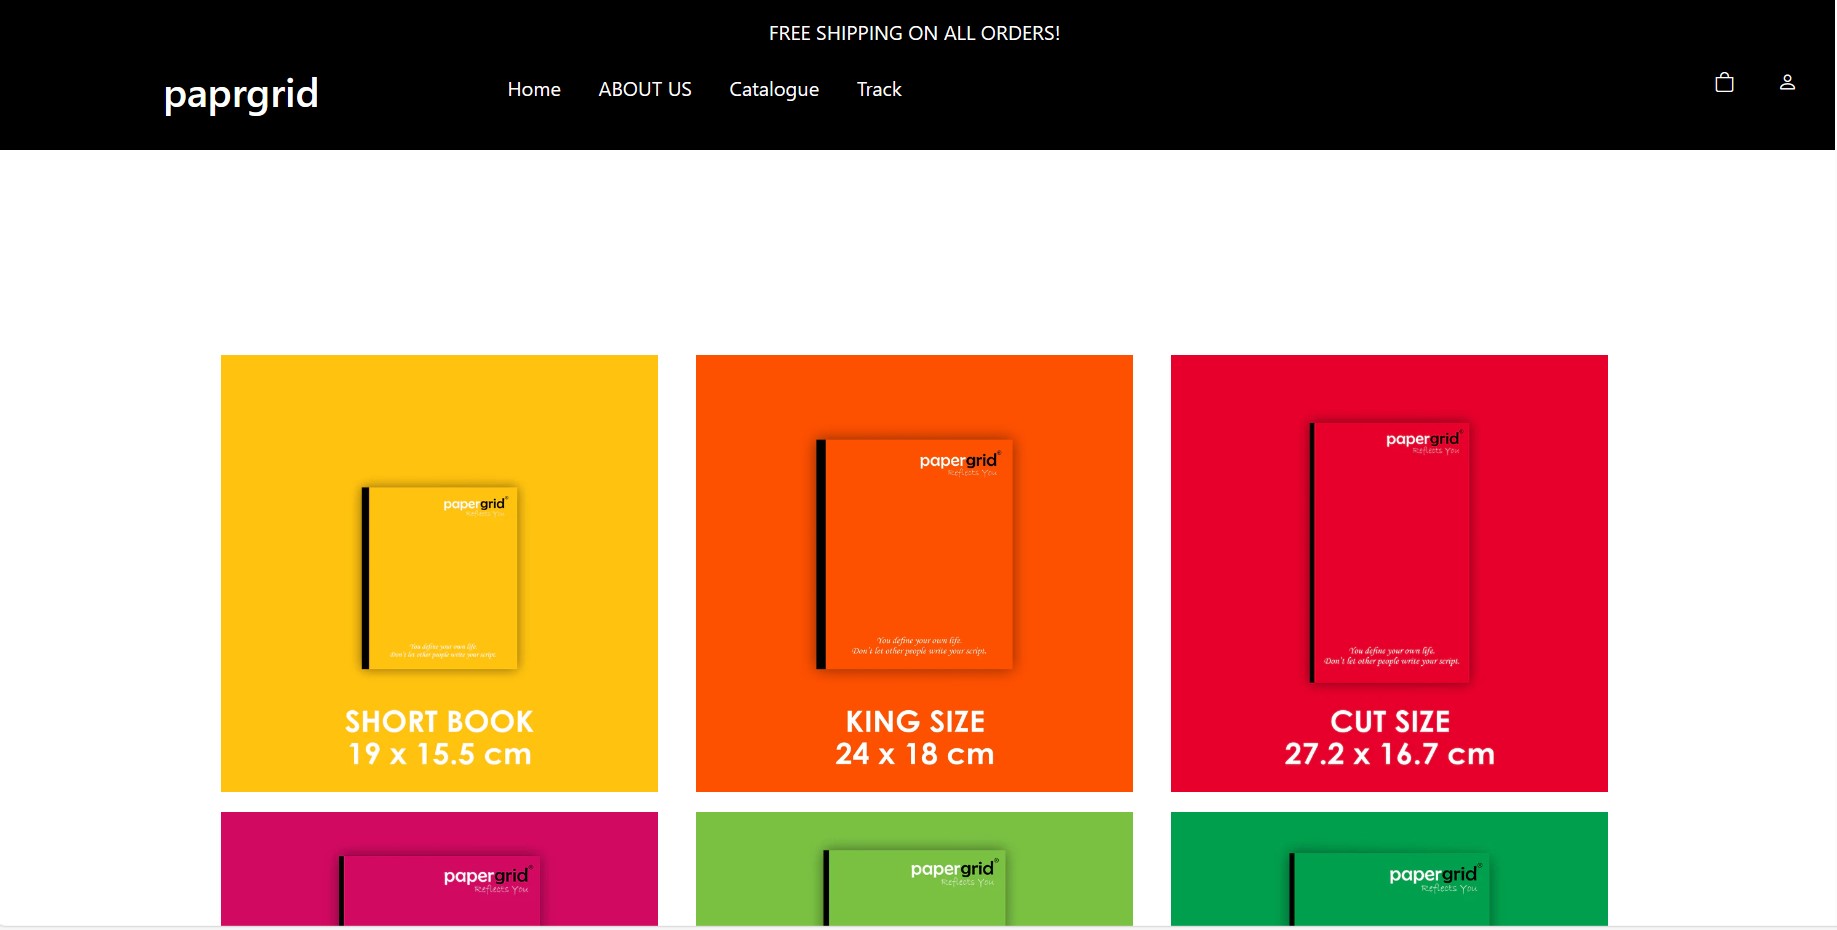 FREE SHIPPING ON ALL ORDERS!
paprgrid
Home ABOUT US Catalogue Track
papergrid®
Reflects You
You define your own life.
Don't let other people write your script.
SHORT BOOK
19 x 15.5 cm
papergrid®
Reflects You
You define your own life.
Don't let other people write your script.
KING SIZE
24 x 18 cm
papergrid®
Reflects You
You define your own life.
Don't let other people write your script.
CUT SIZE
27.2 x 16.7 cm
papergrid®
Reflects You
papergrid®
Reflects You
papergrid®
Reflects You